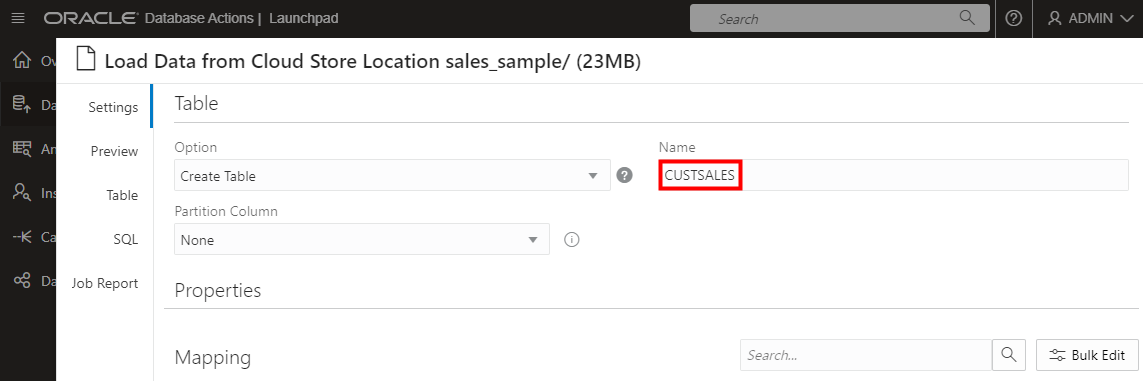 ORACLE Database Actions | Launchpad
Search
ADMIN
Load Data from Cloud Store Location sales_sample/ (23MB)
Ov
Da
An
Ins
Ca
Da
Settings
Preview
Table
SQL
Job Report
Table
Option
Name
Create Table
CUSTSALES
Partition Column
None
Properties
Mapping
Search...
Bulk Edit